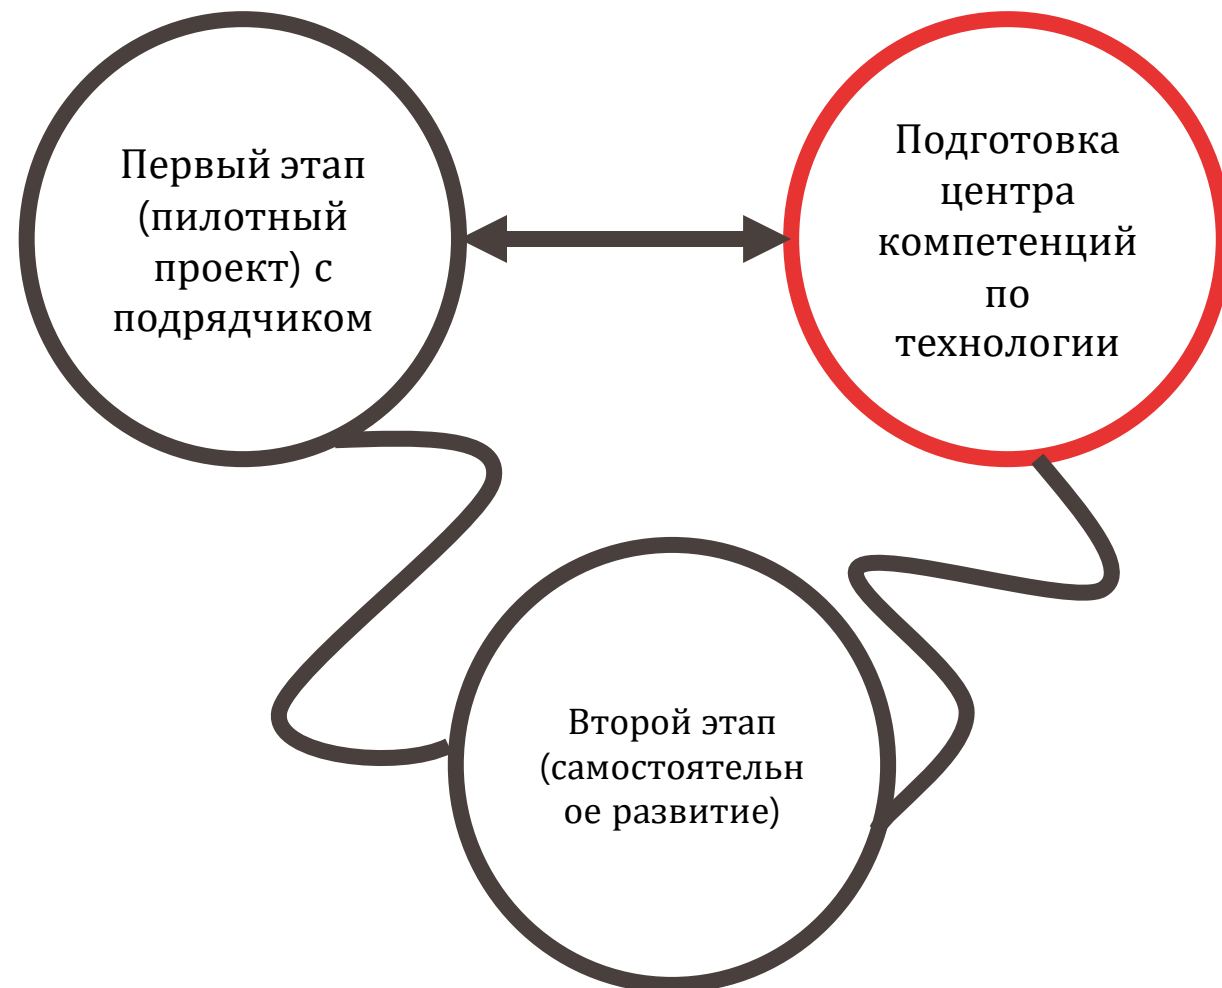 Первый этап
(пилотный
проект) с
подрядчиком
Подготовка
центра
компетенций
по
технологии
Второй этап
(самостоятельн
ое развитие)